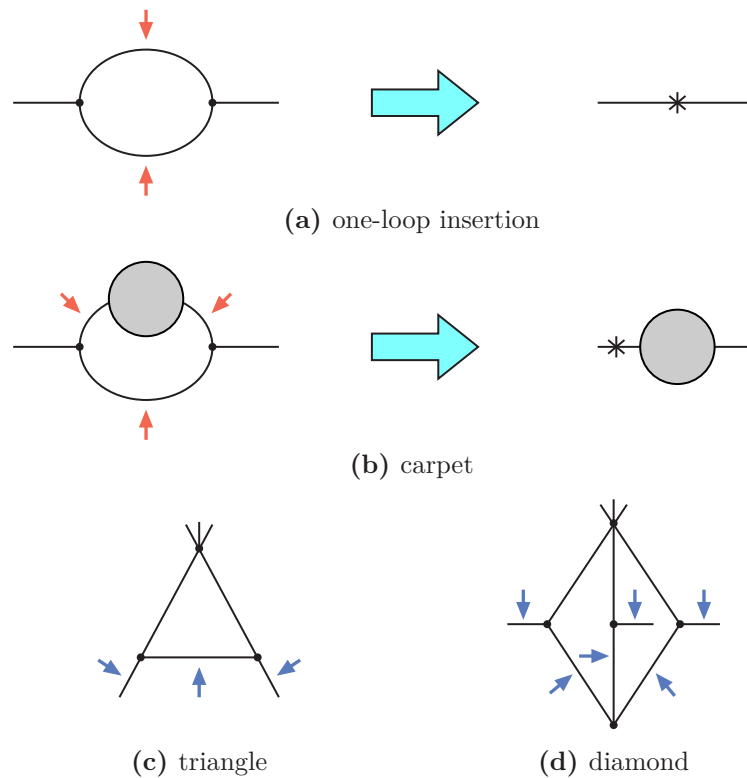 (a) one-loop insertion
(b) carpet
(c) triangle
(d) diamond